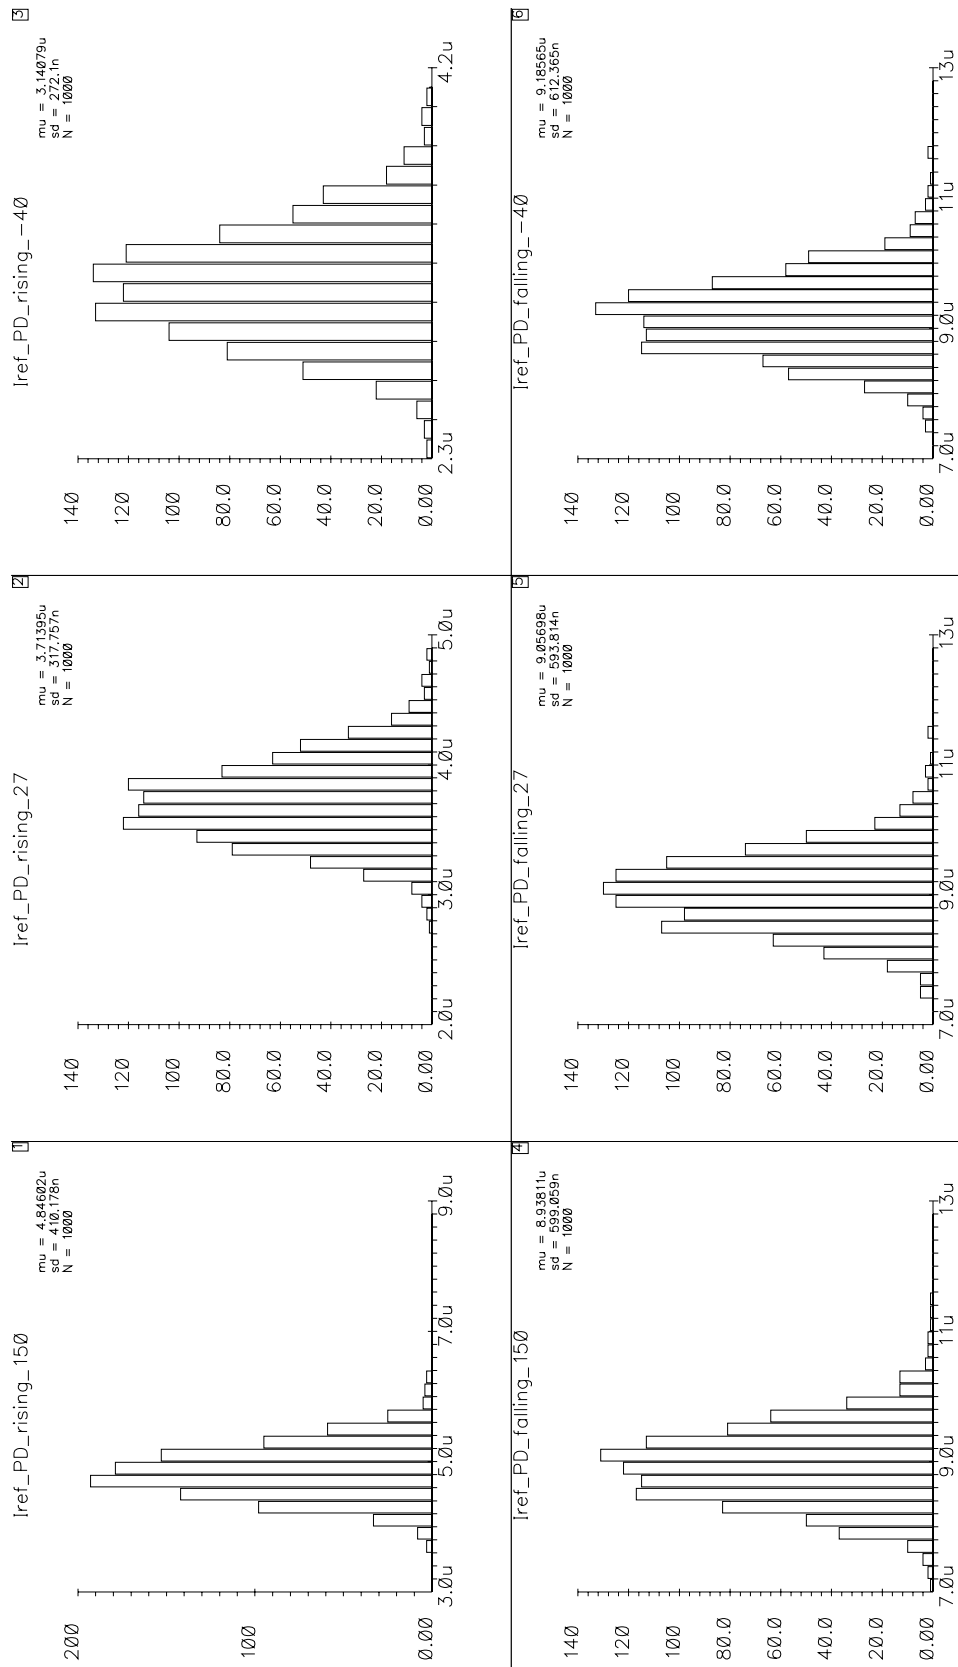 Iref_PD_rising_150
1
mu = 4.84602u
sd = 410.178n
N = 1000
200
100
0.00
3.0u
5.0u
7.0u
9.0u
Iref_PD_rising_27
2
mu = 3.71395u
sd = 317.757n
N = 1000
140
120
100
80.0
60.0
40.0
20.0
0.00
2.0u
3.0u
4.0u
5.0u
Iref_PD_rising_-40
3
mu = 3.14079u
sd = 272.1n
N = 1000
140
120
100
80.0
60.0
40.0
20.0
0.00
2.3u
4.2u
Iref_PD_falling_150
4
mu = 8.93811u
sd = 599.059n
N = 1000
140
120
100
80.0
60.0
40.0
20.0
0.00
7.0u
9.0u
11u
13u
Iref_PD_falling_27
5
mu = 9.05698u
sd = 593.814n
N = 1000
140
120
100
80.0
60.0
40.0
20.0
0.00
7.0u
9.0u
11u
13u
Iref_PD_falling_-40
6
mu = 9.18565u
sd = 612.365n
N = 1000
140
120
100
80.0
60.0
40.0
20.0
0.00
7.0u
9.0u
11u
13u